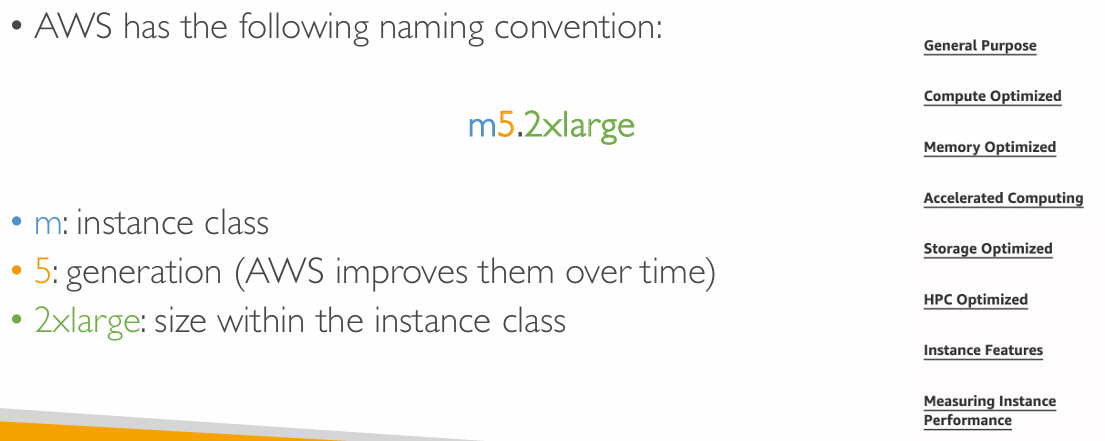 • AWS has the following naming convention:
m5.2xlarge
• m: instance class
• 5: generation (AWS improves them over time)
• 2xlarge: size within the instance class
General Purpose
Compute Optimized
Memory Optimized
Accelerated Computing
Storage Optimized
HPC Optimized
Instance Features
Measuring Instance
Performance